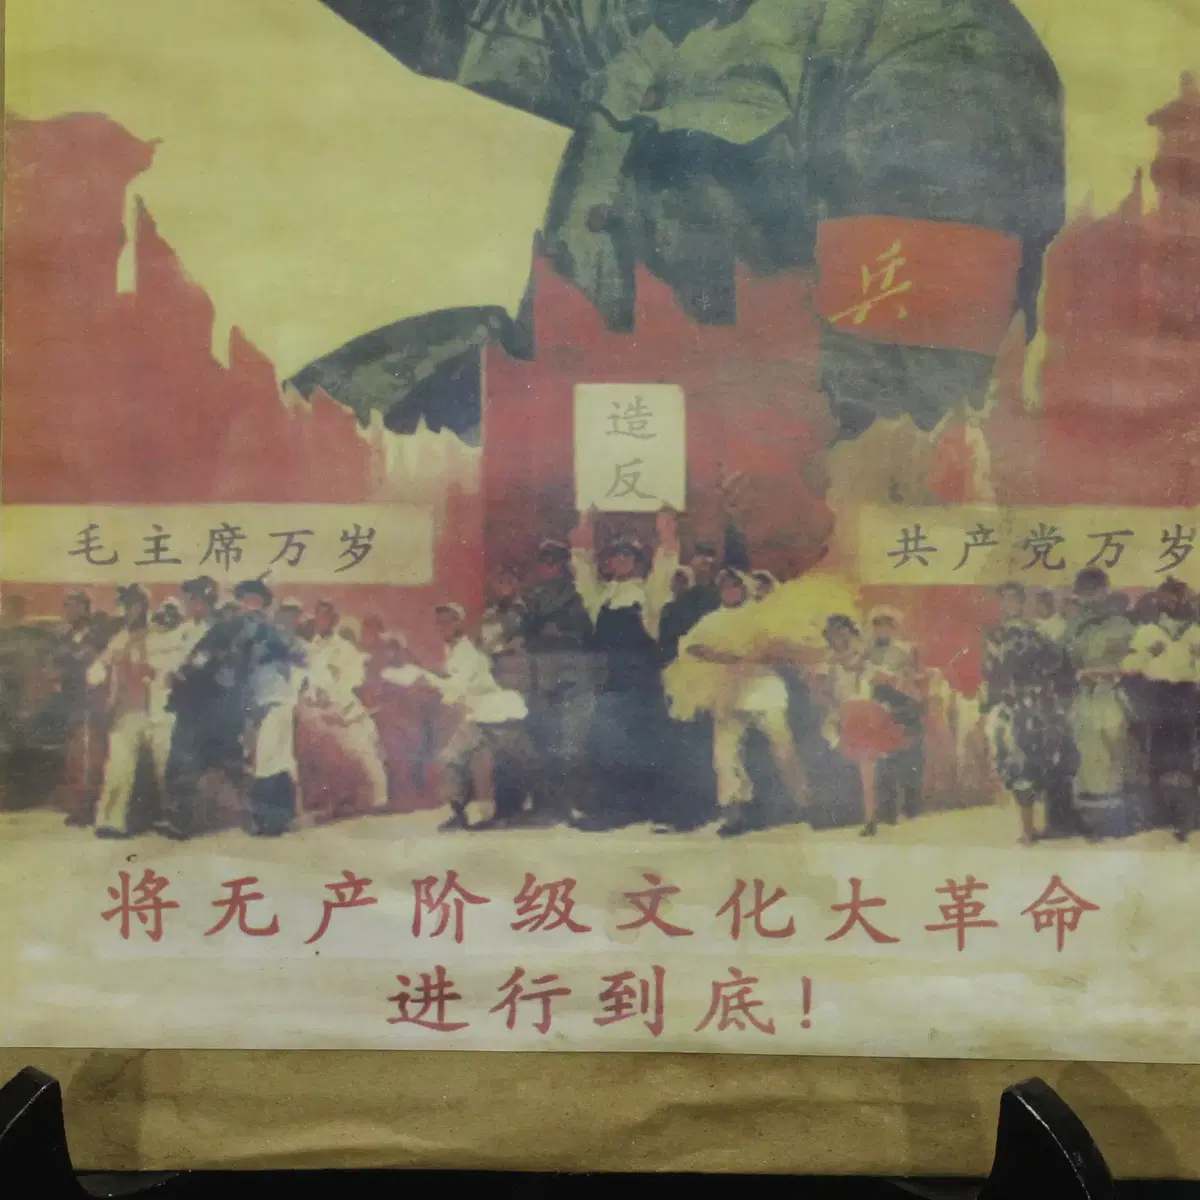 兵
造
反
毛主席万岁
共产党万岁
将无产阶级文化大革命
进行到底!